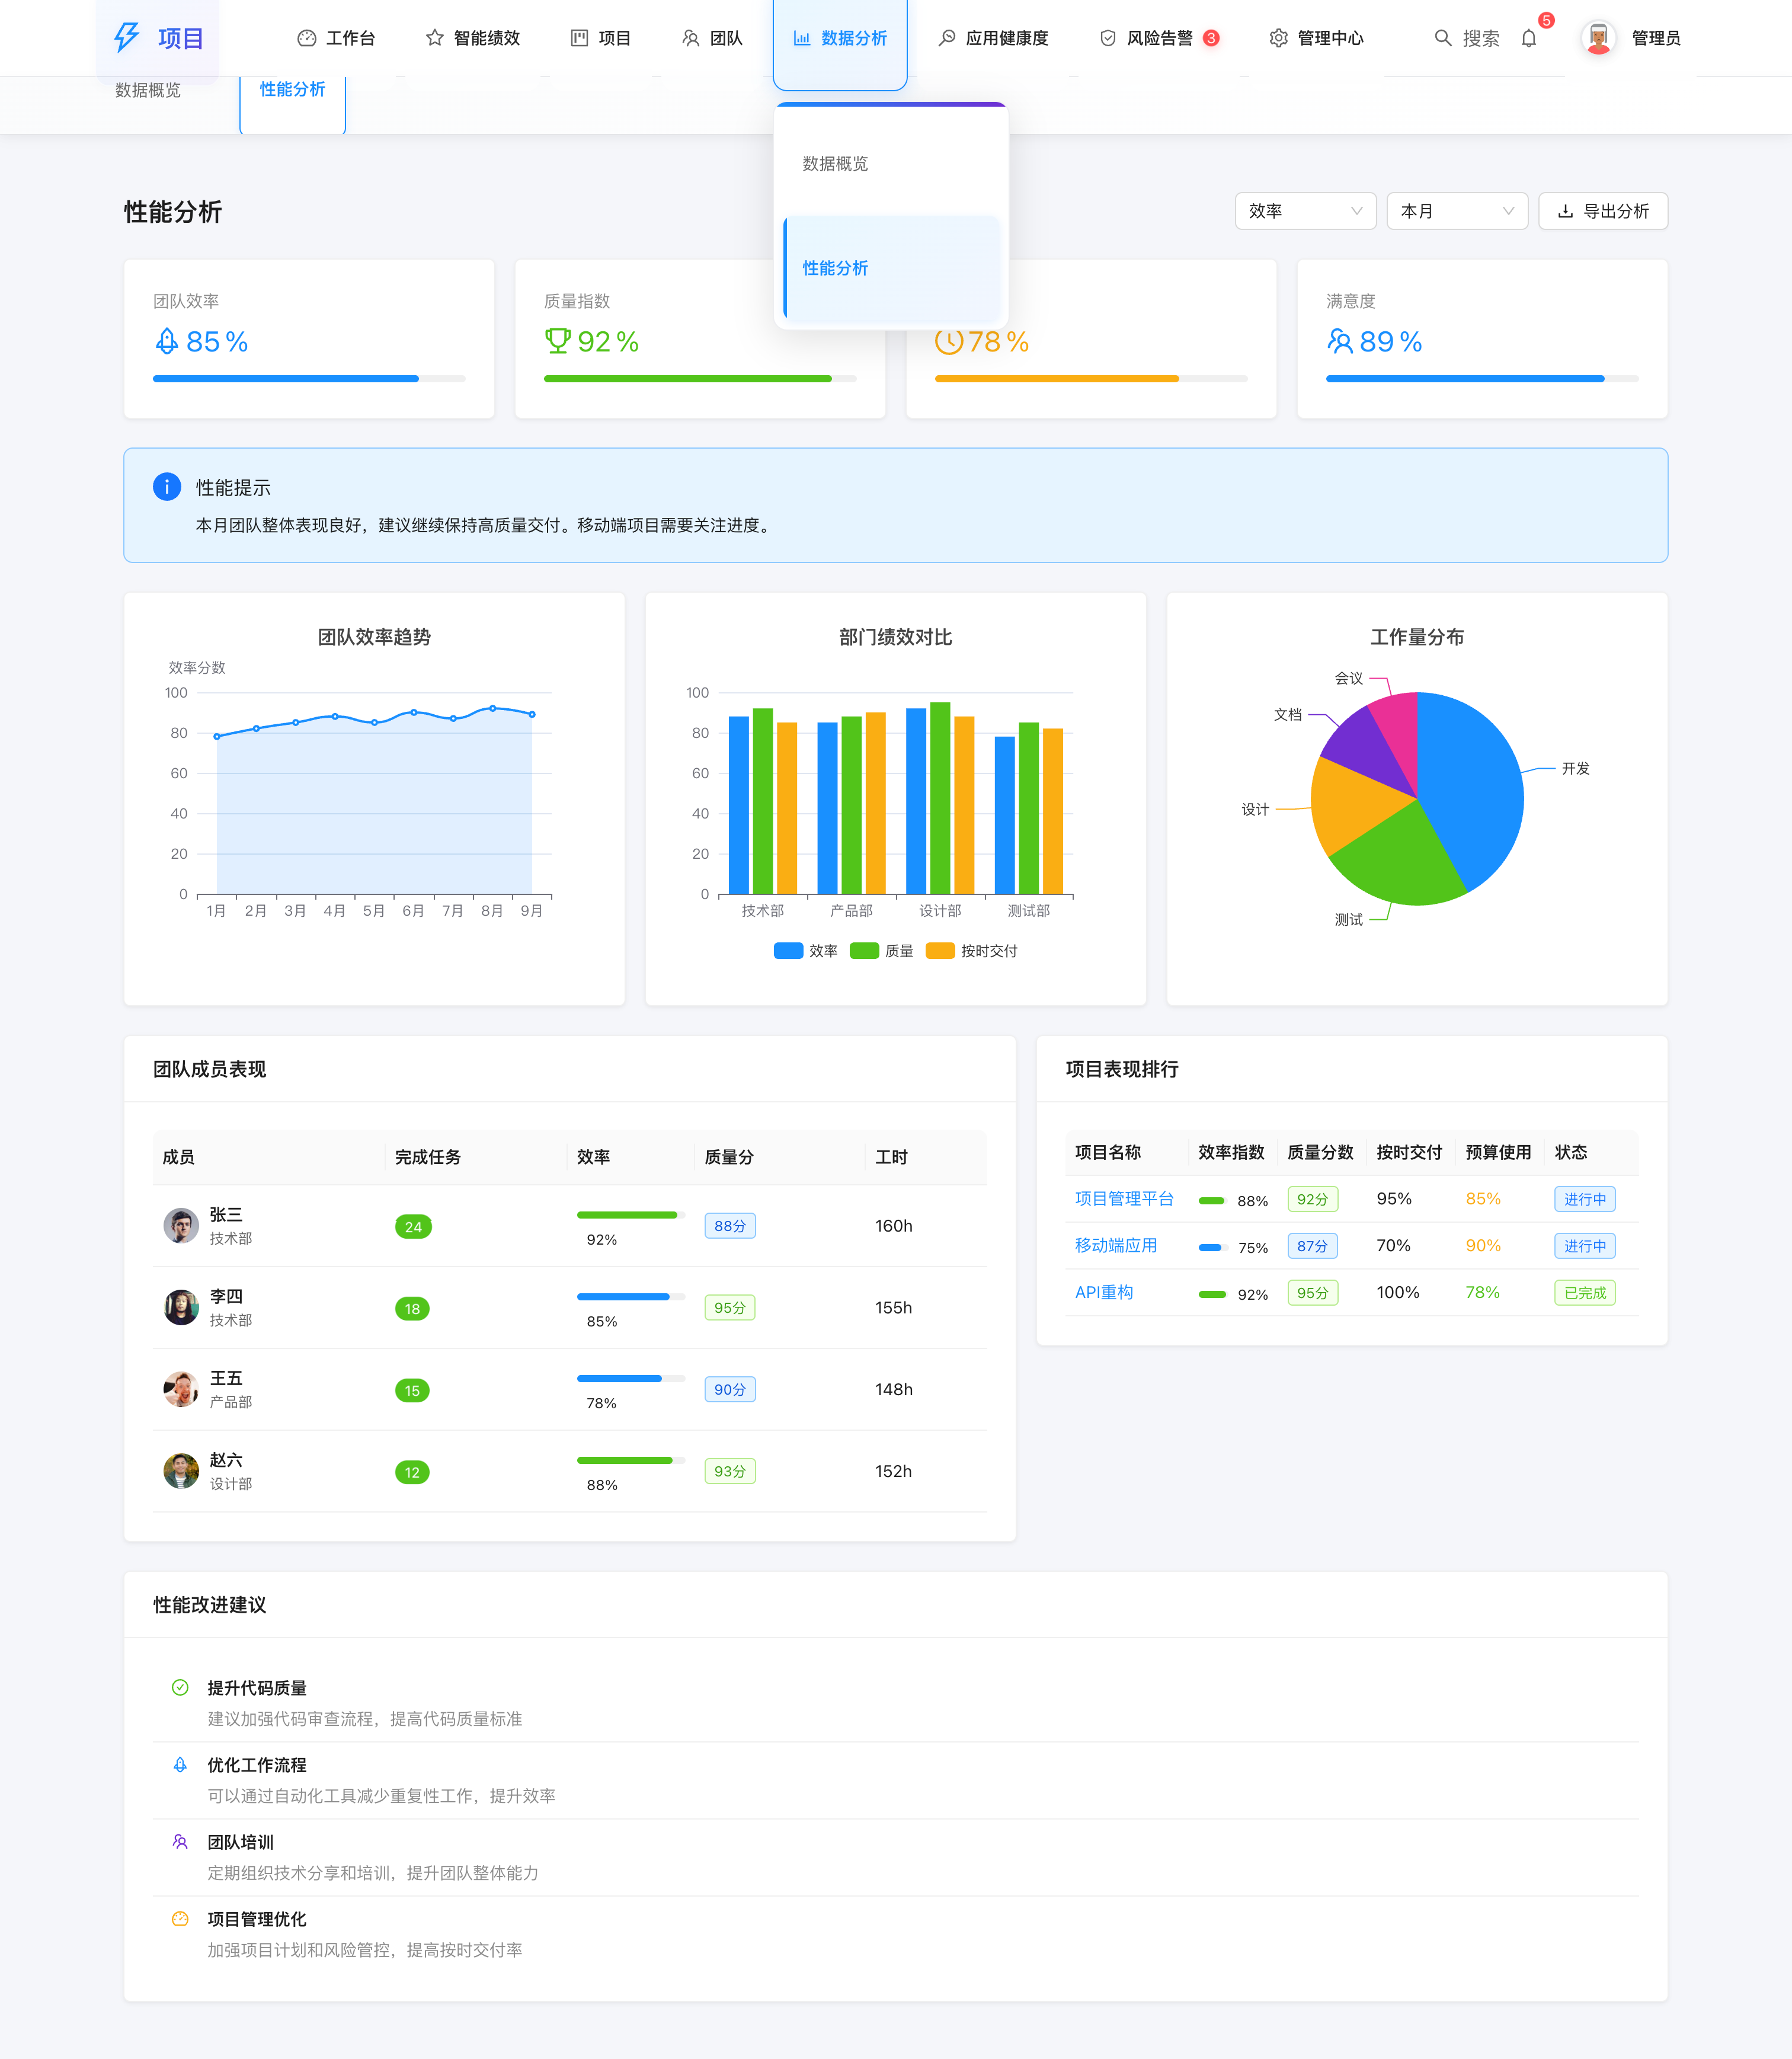 项目
工作台
智能绩效
项目
团队
数据分析
应用健康度
风险告警 3
管理中心
搜索
5
管理员
数据概览
性能分析
数据概览
性能分析
性能分析
效率
本月
导出分析
团队效率
85 %
质量指数
92 %
78 %
满意度
89 %
性能提示
本月团队整体表现良好，建议继续保持高质量交付。移动端项目需要关注进度。
团队效率趋势
效率分数
100
80
60
40
20
0
1月 2月 3月 4月 5月 6月 7月 8月 9月
部门绩效对比
100
80
60
40
20
0
技术部 产品部 设计部 测试部
效率 质量 按时交付
工作量分布
会议
文档
开发
设计
测试
团队成员表现
成员 完成任务 效率 质量分 工时
张三
技术部
24
92%
88分
160h
李四
技术部
18
85%
95分
155h
王五
产品部
15
78%
90分
148h
赵六
设计部
12
88%
93分
152h
项目表现排行
项目名称 效率指数 质量分数 按时交付 预算使用 状态
项目管理平台 88% 92分 95% 85% 进行中
移动端应用 75% 87分 70% 90% 进行中
API重构 92% 95分 100% 78% 已完成
性能改进建议
提升代码质量
建议加强代码审查流程，提高代码质量标准
优化工作流程
可以通过自动化工具减少重复性工作，提升效率
团队培训
定期组织技术分享和培训，提升团队整体能力
项目管理优化
加强项目计划和风险管控，提高按时交付率